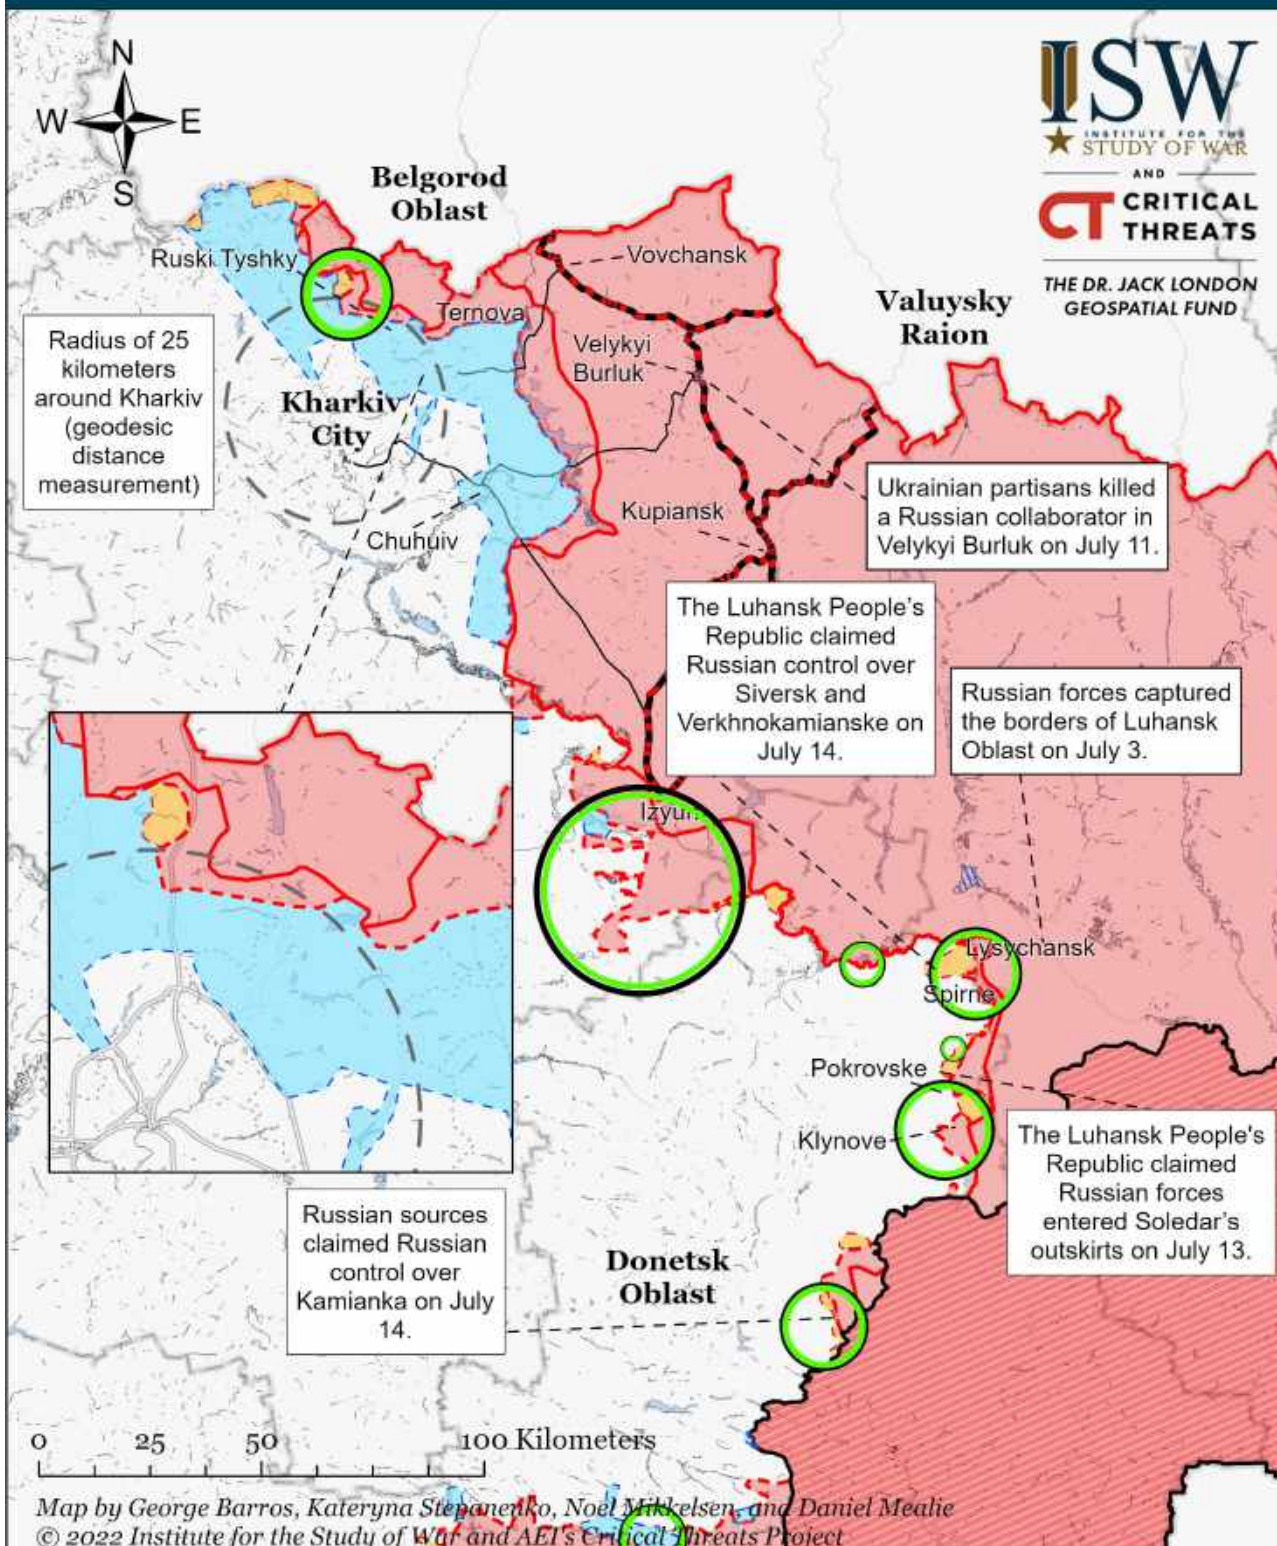 N
W
E
S
ISW
INSTITUTE FOR THE
STUDY OF WAR
AND
CT CRITICAL
THREATS
THE DR. JACK LONDON
GEOSPATIAL FUND
Belgorod
Oblast
Ruski Tyshky
Vovchansk
Ternova
Valuysky
Raion
Velykyi
Burluk
Radius of 25
kilometers
around Kharkiv
(geodesic
distance
measurement)
Kharkiv
City
Ukrainian partisans killed
a Russian collaborator in
Velykyi Burluk on July 11.
Kupiansk
Chuhuiv
The Luhansk People's
Republic claimed
Russian control over
Siversk and
Verkhnokamianske on
July 14.
Russian forces captured
the borders of Luhansk
Oblast on July 3.
Lysychansk
Spirne
Pokrovske
Klynove
The Luhansk People's
Republic claimed
Russian forces
entered Soledar's
outskirts on July 13.
Russian sources
claimed Russian
control over
Kamianka on July
14.
Donetsk
Oblast
0 25 50 100 Kilometers
Map by George Barros, Kateryna Stepanenko, Noel Mikkelsen, and Daniel Mealie
© 2022 Institute for the Study of War and AEI's Critical Threats Project